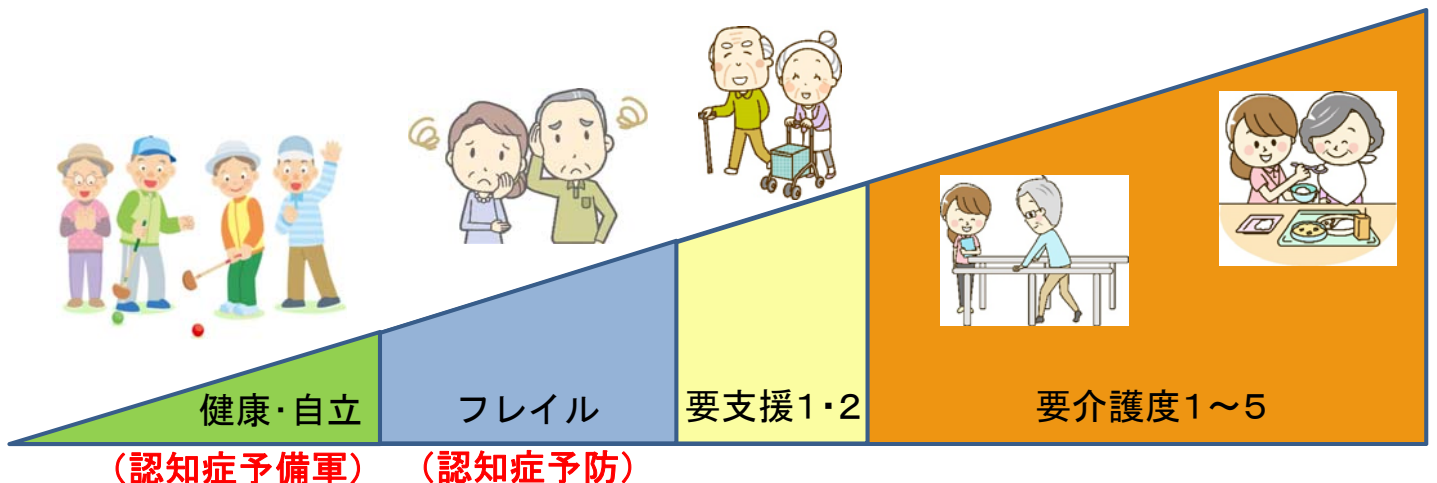 健康・自立
フレイル
要支援1・2
要介護度1～5
（認知症予備軍）
（認知症予防）